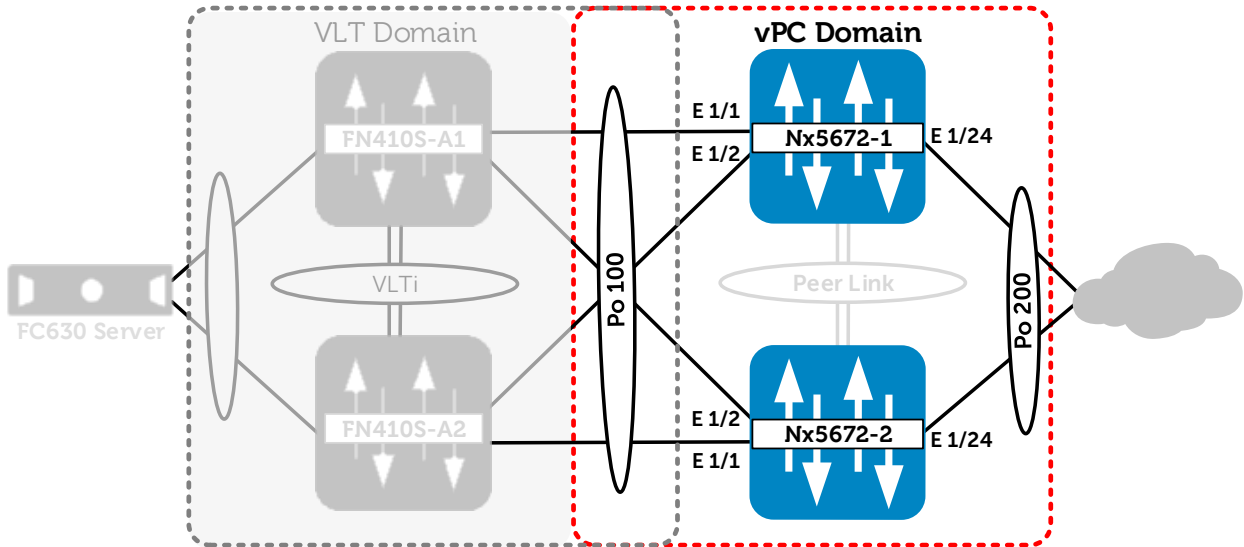 VLT Domain
vPC Domain
E 1/1
FN410S-A1
Nx5672-1
E 1/24
E 1/2
FC630 Server
VLTi
Po 100
Peer Link
Po 200
E 1/2
FN410S-A2
Nx5672-2
E 1/24
E 1/1